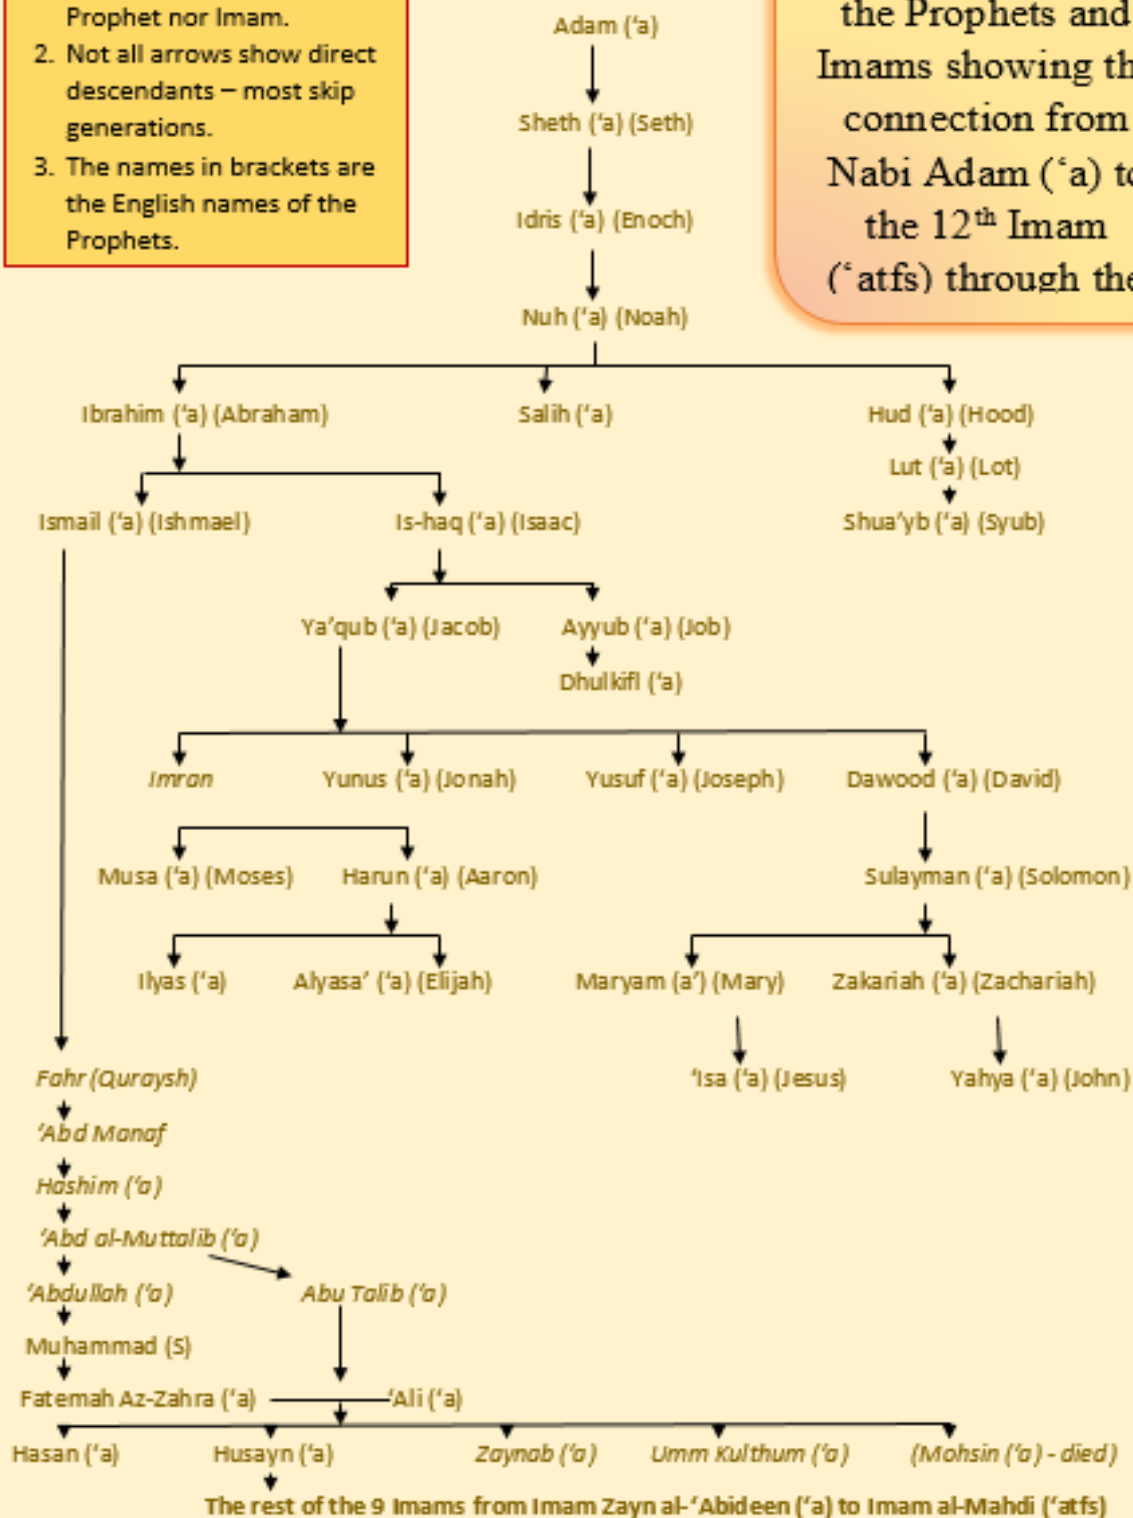 Prophet nor Imam.
2. Not all arrows show direct
descendants – most skip
generations.
3. The names in brackets are
the English names of the
Prophets.
the Prophets and
Imams showing th
connection from
Nabi Adam (‘a) to
the 12th Imam
(‘atfs) through the
Adam (‘a)
Sheth (‘a) (Seth)
Idris (‘a) (Enoch)
Nuh (‘a) (Noah)
Ibrahim (‘a) (Abraham) Salih (‘a) Hud (‘a) (Hood)
Lut (‘a) (Lot)
Ismail (‘a) (Ishmael) Is-haq (‘a) (Isaac) Shua’yb (‘a) (Syub)
Ya’qub (‘a) (Jacob) Ayyub (‘a) (Job)
Dhulkifl (‘a)
Imran Yunus (‘a) (Jonah) Yusuf (‘a) (Joseph) Dawood (‘a) (David)
Musa (‘a) (Moses) Harun (‘a) (Aaron) Sulayman (‘a) (Solomon)
Ilyas (‘a) Alyasa’ (‘a) (Elijah) Maryam (a’) (Mary) Zakariah (‘a) (Zachariah)
Fahr (Quraysh) ‘Isa (‘a) (Jesus) Yahya (‘a) (John)
‘Abd Manaf
Hashim (‘a)
‘Abd al-Muttalib (‘a)
‘Abdullah (‘a) Abu Talib (‘a)
Muhammad (S)
Fatemah Az-Zahra (‘a) ‘Ali (‘a)
Hasan (‘a) Husayn (‘a) Zaynab (‘a) Umm Kulthum (‘a) (Mohsin (‘a) - died)
The rest of the 9 Imams from Imam Zayn al-‘Abideen (‘a) to Imam al-Mahdi (‘atfs)